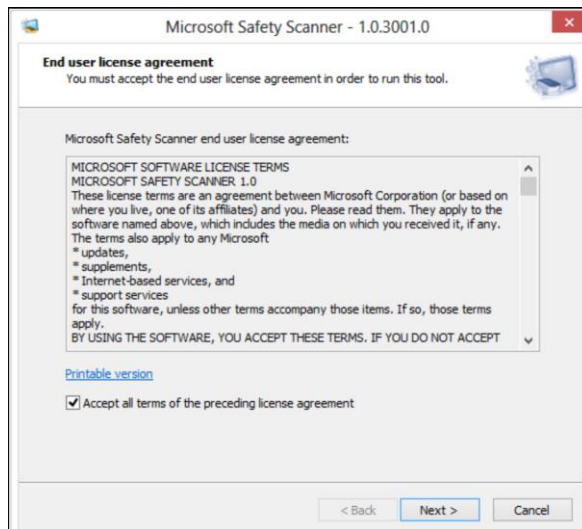 Microsoft Safety Scanner - 1.0.3001.0
End user license agreement
You must accept the end user license agreement in order to run this tool.
Microsoft Safety Scanner end user license agreement:
MICROSOFT SOFTWARE LICENSE TERMS
MICROSOFT SAFETY SCANNER 1.0
These license terms are an agreement between Microsoft Corporation (or based on
where you live, one of its affiliates) and you. Please read them. They apply to the
software named above, which includes the media on which you received it, if any.
The terms also apply to any Microsoft
* updates,
* supplements,
* Internet-based services, and
* support services
for this software, unless other terms accompany those items. If so, those terms
apply.
BY USING THE SOFTWARE, YOU ACCEPT THESE TERMS. IF YOU DO NOT ACCEPT
Printable version
Accept all terms of the preceding license agreement
< Back Next > Cancel